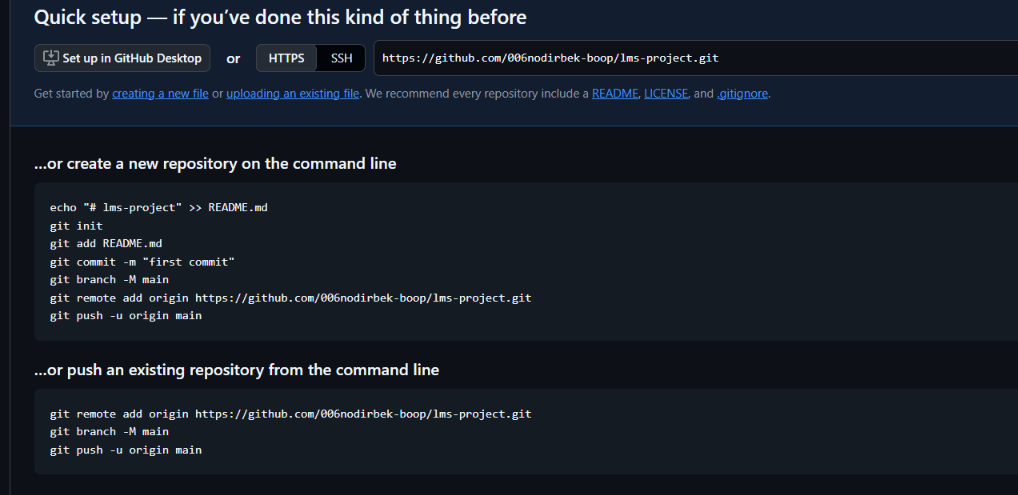 Quick setup — if you’ve done this kind of thing before
Set up in GitHub Desktop or HTTPS SSH https://github.com/006nodirbek-boop/lms-project.git
Get started by creating a new file or uploading an existing file. We recommend every repository include a README, LICENSE, and .gitignore.
...or create a new repository on the command line
echo "# lms-project" >> README.md
git init
git add README.md
git commit -m "first commit"
git branch -M main
git remote add origin https://github.com/006nodirbek-boop/lms-project.git
git push -u origin main
...or push an existing repository from the command line
git remote add origin https://github.com/006nodirbek-boop/lms-project.git
git branch -M main
git push -u origin main